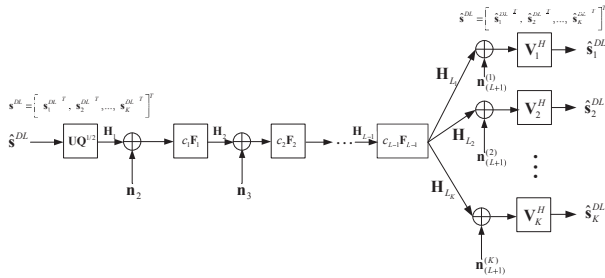 ŝ^{DL} = [ ŝ_1^{DL T}, ŝ_2^{DL T}, ..., ŝ_K^{DL T} ]^T
s^{DL} = [ s_1^{DL T}, s_2^{DL T}, ..., s_K^{DL T} ]^T
ŝ^{DL} UQ^{1/2} H_1 c_1F_1 H_2 c_2F_2 ... H_{L-1} c_{L-1}F_{L-1}
n_2 n_3
H_{L_1} n_{(L+1)}^{(1)} V_1^H ŝ_1^{DL}
H_{L_2} n_{(L+1)}^{(2)} V_2^H ŝ_2^{DL}
⋮
H_{L_K} n_{(L+1)}^{(K)} V_K^H ŝ_K^{DL}